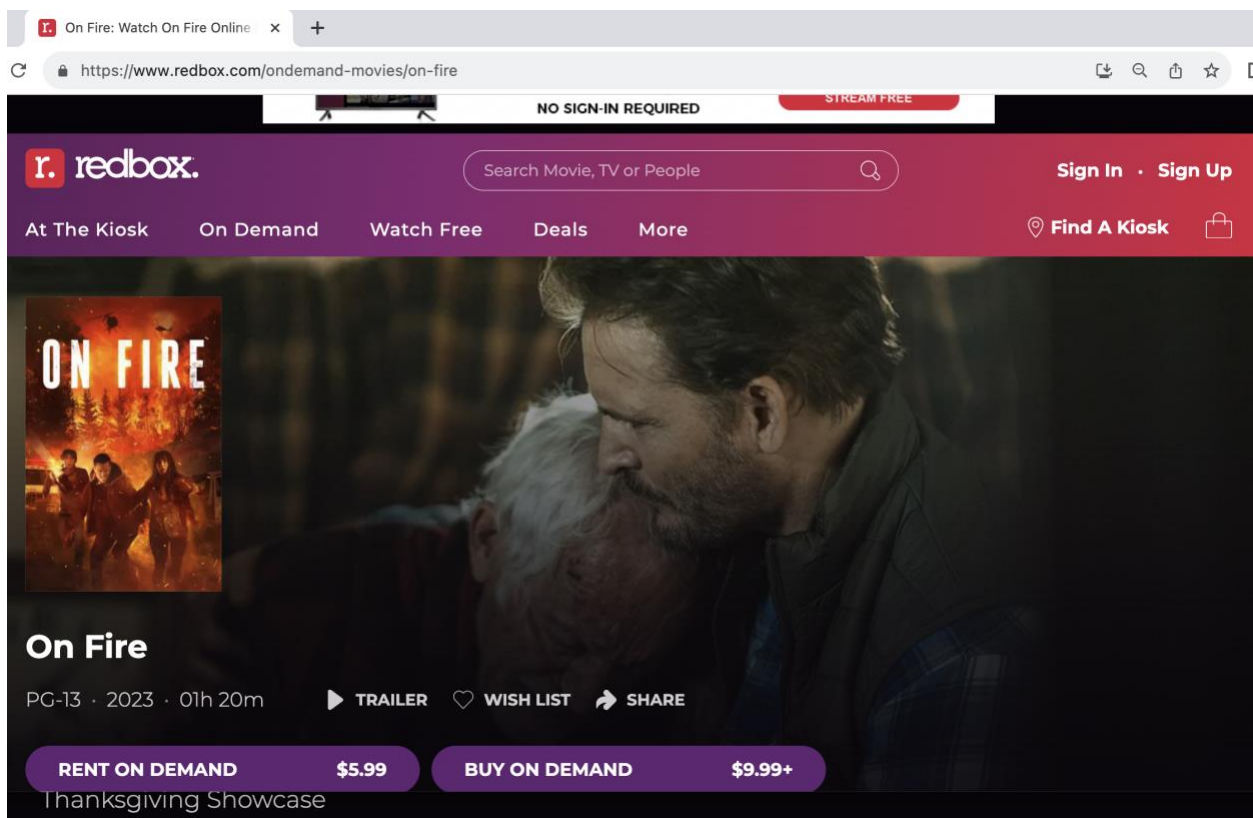 r. On Fire: Watch On Fire Online
https://www.redbox.com/ondemand-movies/on-fire
NO SIGN-IN REQUIRED
STREAM FREE
r. redbox.
Search Movie, TV or People
Sign In · Sign Up
At The Kiosk On Demand Watch Free Deals More
Find A Kiosk
ON FIRE
On Fire
PG-13 · 2023 · 01h 20m
TRAILER WISH LIST SHARE
RENT ON DEMAND $5.99 BUY ON DEMAND $9.99+
Thanksgiving Showcase